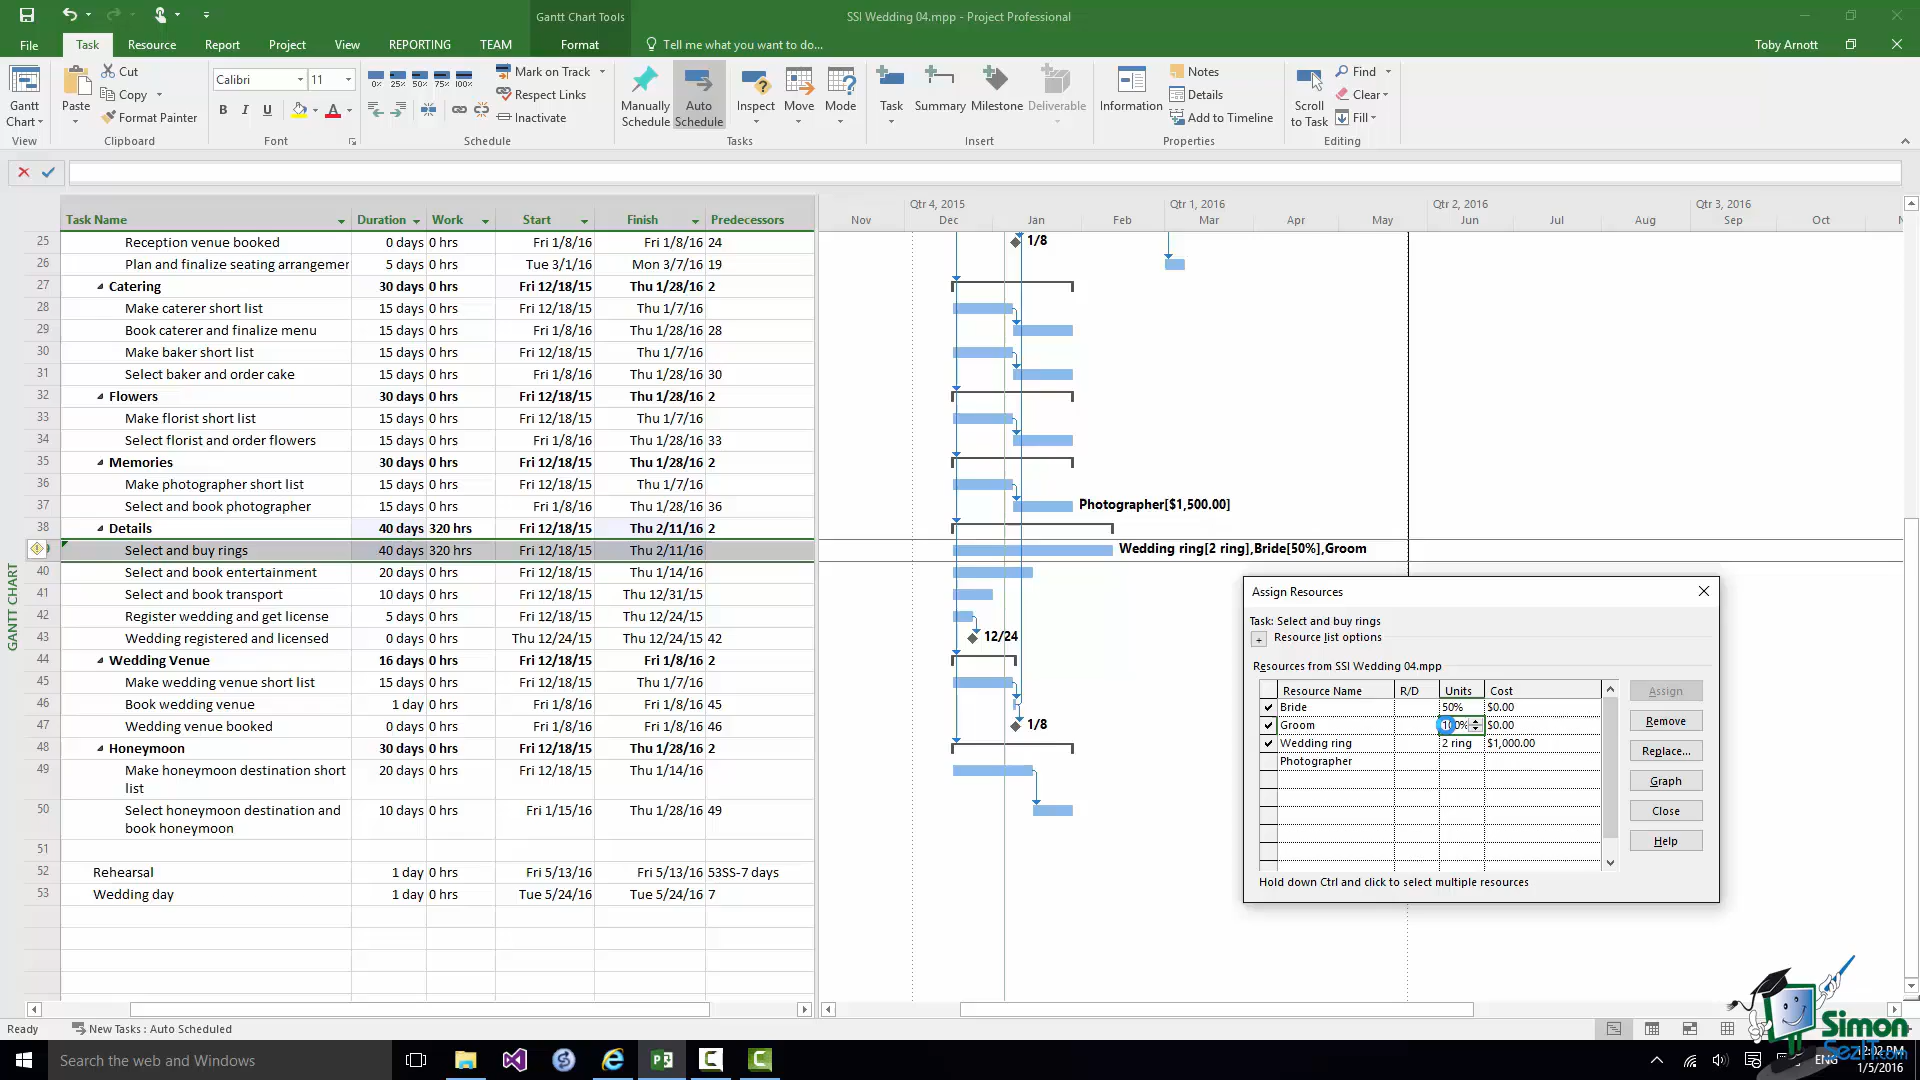 Gantt Chart Tools
SSI Wedding 04.mpp - Project Professional
File Task Resource Report Project View REPORTING TEAM Format Tell me what you want to do... Toby Arnott
Gantt Chart
View
Paste
Cut
Copy
Format Painter
Clipboard
Calibri 11
B I U A
Font
0% 25% 50% 75% 100%
Mark on Track
Respect Links
Inactivate
Schedule
Manually Schedule
Auto Schedule
Inspect
Move
Mode
Tasks
Task
Summary
Milestone
Deliverable
Insert
Information
Notes
Details
Add to Timeline
Properties
Scroll to Task
Find
Clear
Fill
Editing
Task Name Duration Work Start Finish Predecessors
25 Reception venue booked 0 days 0 hrs Fri 1/8/16 Fri 1/8/16 24
26 Plan and finalize seating arrangemer 5 days 0 hrs Tue 3/1/16 Mon 3/7/16 19
27 Catering 30 days 0 hrs Fri 12/18/15 Thu 1/28/16 2
28 Make caterer short list 15 days 0 hrs Fri 12/18/15 Thu 1/7/16
29 Book caterer and finalize menu 15 days 0 hrs Fri 1/8/16 Thu 1/28/16 28
30 Make baker short list 15 days 0 hrs Fri 12/18/15 Thu 1/7/16
31 Select baker and order cake 15 days 0 hrs Fri 1/8/16 Thu 1/28/16 30
32 Flowers 30 days 0 hrs Fri 12/18/15 Thu 1/28/16 2
33 Make florist short list 15 days 0 hrs Fri 12/18/15 Thu 1/7/16
34 Select florist and order flowers 15 days 0 hrs Fri 1/8/16 Thu 1/28/16 33
35 Memories 30 days 0 hrs Fri 12/18/15 Thu 1/28/16 2
36 Make photographer short list 15 days 0 hrs Fri 12/18/15 Thu 1/7/16
37 Select and book photographer 15 days 0 hrs Fri 1/8/16 Thu 1/28/16 36
38 Details 40 days 320 hrs Fri 12/18/15 Thu 2/11/16 2
Select and buy rings 40 days 320 hrs Fri 12/18/15 Thu 2/11/16
40 Select and book entertainment 20 days 0 hrs Fri 12/18/15 Thu 1/14/16
41 Select and book transport 10 days 0 hrs Fri 12/18/15 Thu 12/31/15
42 Register wedding and get license 5 days 0 hrs Fri 12/18/15 Thu 12/24/15
43 Wedding registered and licensed 0 days 0 hrs Thu 12/24/15 Thu 12/24/15 42
44 Wedding Venue 16 days 0 hrs Fri 12/18/15 Fri 1/8/16 2
45 Make wedding venue short list 15 days 0 hrs Fri 12/18/15 Thu 1/7/16
46 Book wedding venue 1 day 0 hrs Fri 1/8/16 Fri 1/8/16 45
47 Wedding venue booked 0 days 0 hrs Fri 1/8/16 Fri 1/8/16 46
48 Honeymoon 30 days 0 hrs Fri 12/18/15 Thu 1/28/16 2
49 Make honeymoon destination short 20 days 0 hrs Fri 12/18/15 Thu 1/14/16
list
50 Select honeymoon destination and 10 days 0 hrs Fri 1/15/16 Thu 1/28/16 49
book honeymoon
51
52 Rehearsal 1 day 0 hrs Fri 5/13/16 Fri 5/13/16 53SS-7 days
53 Wedding day 1 day 0 hrs Tue 5/24/16 Tue 5/24/16 7
GANTT CHART
Qtr 4, 2015 Qtr 1, 2016 Qtr 2, 2016 Qtr 3, 2016
Nov Dec Jan Feb Mar Apr May Jun Jul Aug Sep Oct
1/8
Photographer[$1,500.00]
Wedding ring[2 ring],Bride[50%],Groom
12/24
1/8
Assign Resources
Task: Select and buy rings
+ Resource list options
Resources from SSI Wedding 04.mpp
Resource Name R/D Units Cost
Bride 50% $0.00
Groom 100% $0.00
Wedding ring 2 ring $1,000.00
Photographer
Assign
Remove
Replace...
Graph
Close
Help
Hold down Ctrl and click to select multiple resources
Ready New Tasks : Auto Scheduled
Simon
SezIT.com
Search the web and Windows
ENG
12:02 PM
1/5/2016